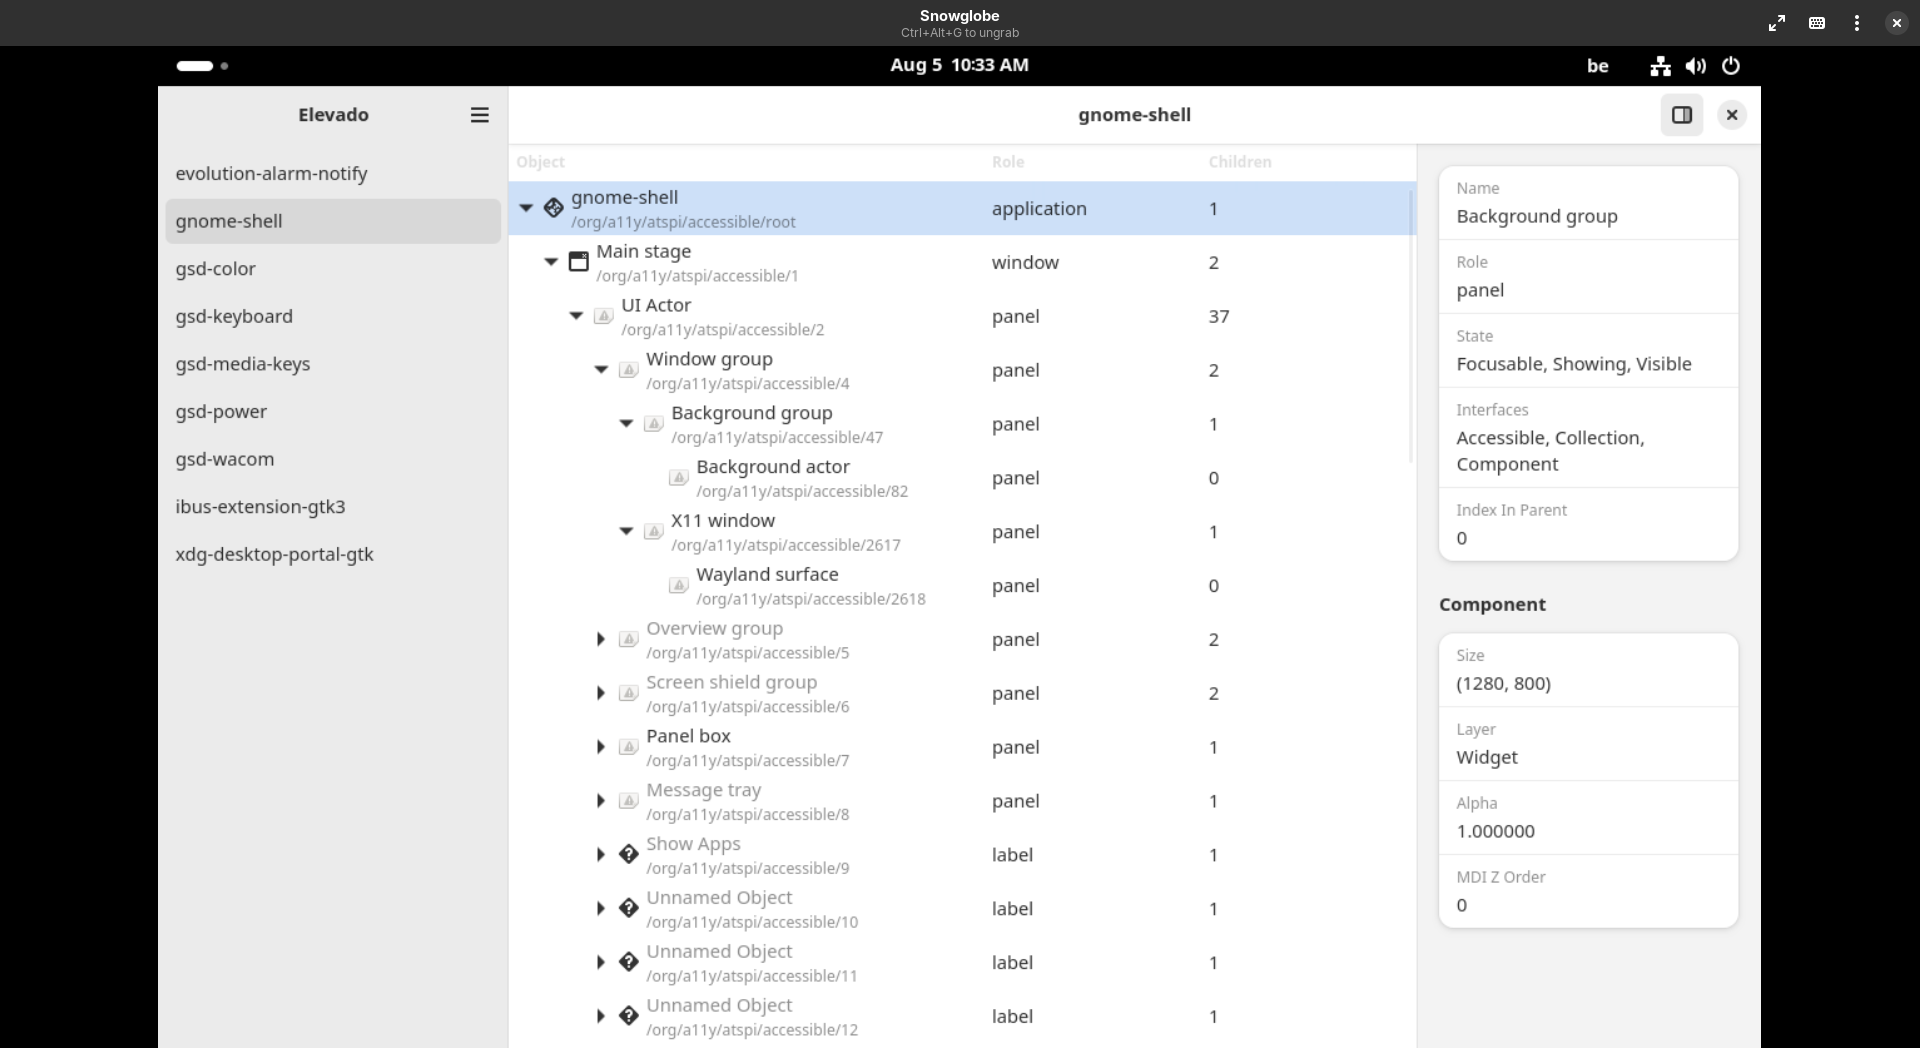 Snowglobe
Ctrl+Alt+G to ungrab
Aug 5 10:33 AM
be
Elevado
gnome-shell
evolution-alarm-notify
gnome-shell
gsd-color
gsd-keyboard
gsd-media-keys
gsd-power
gsd-wacom
ibus-extension-gtk3
xdg-desktop-portal-gtk
Object Role Children
gnome-shell
/org/a11y/atspi/accessible/root
application 1
Main stage
/org/a11y/atspi/accessible/1
window 2
UI Actor
/org/a11y/atspi/accessible/2
panel 37
Window group
/org/a11y/atspi/accessible/4
panel 2
Background group
/org/a11y/atspi/accessible/47
panel 1
Background actor
/org/a11y/atspi/accessible/82
panel 0
X11 window
/org/a11y/atspi/accessible/2617
panel 1
Wayland surface
/org/a11y/atspi/accessible/2618
panel 0
Overview group
/org/a11y/atspi/accessible/5
panel 2
Screen shield group
/org/a11y/atspi/accessible/6
panel 2
Panel box
/org/a11y/atspi/accessible/7
panel 1
Message tray
/org/a11y/atspi/accessible/8
panel 1
Show Apps
/org/a11y/atspi/accessible/9
label 1
Unnamed Object
/org/a11y/atspi/accessible/10
label 1
Unnamed Object
/org/a11y/atspi/accessible/11
label 1
Unnamed Object
/org/a11y/atspi/accessible/12
label 1
Name
Background group
Role
panel
State
Focusable, Showing, Visible
Interfaces
Accessible, Collection,
Component
Index In Parent
0
Component
Size
(1280, 800)
Layer
Widget
Alpha
1.000000
MDI Z Order
0